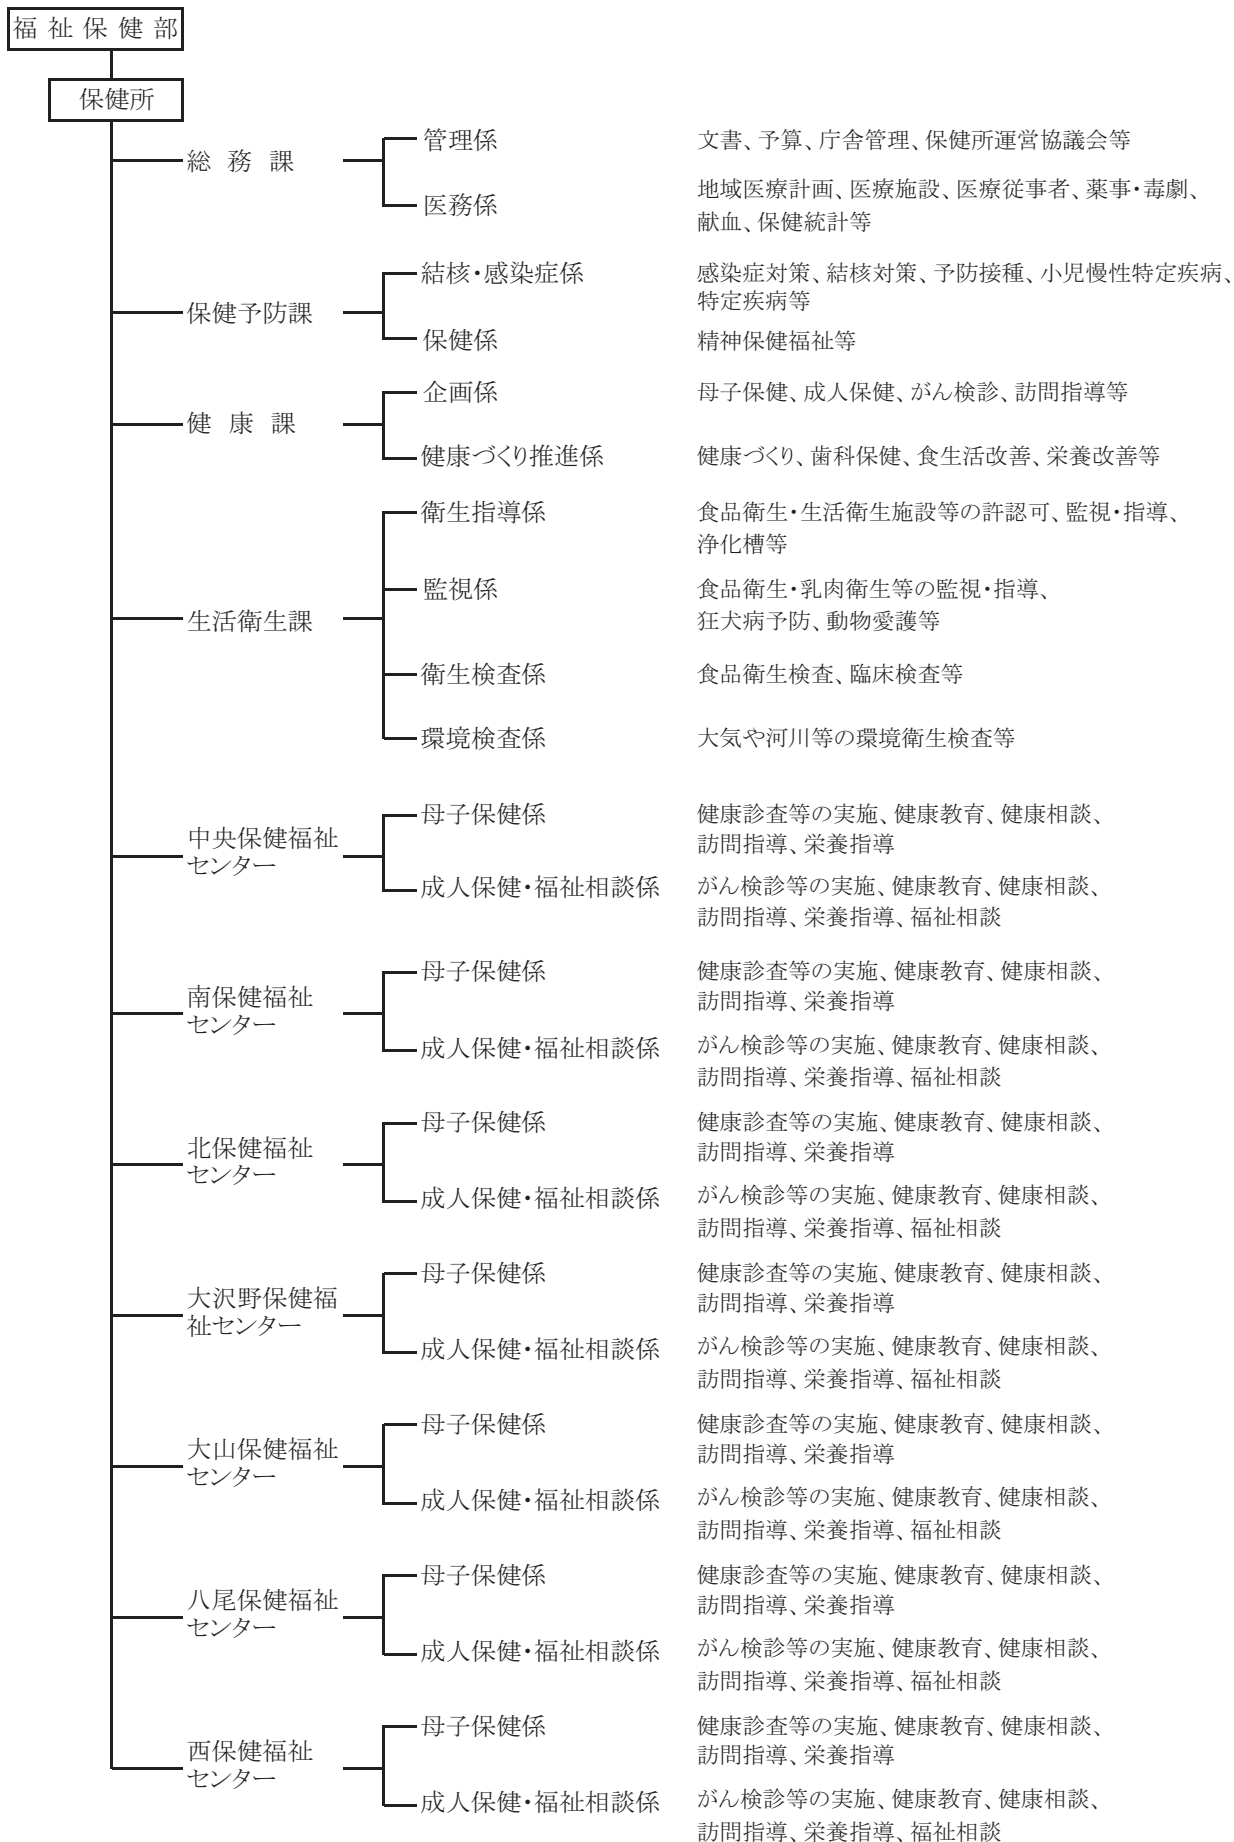 福祉保健部
保健所
総務課
管理係
文書、予算、庁舎管理、保健所運営協議会等
医務係
地域医療計画、医療施設、医療従事者、薬事・毒劇、
献血、保健統計等
保健予防課
結核・感染症係
感染症対策、結核対策、予防接種、小児慢性特定疾病、
特定疾病等
保健係
精神保健福祉等
健康課
企画係
母子保健、成人保健、がん検診、訪問指導等
健康づくり推進係
健康づくり、歯科保健、食生活改善、栄養改善等
生活衛生課
衛生指導係
食品衛生・生活衛生施設等の許認可、監視・指導、
浄化槽等
監視係
食品衛生・乳肉衛生等の監視・指導、
狂犬病予防、動物愛護等
衛生検査係
食品衛生検査、臨床検査等
環境検査係
大気や河川等の環境衛生検査等
中央保健福祉
センター
母子保健係
健康診査等の実施、健康教育、健康相談、
訪問指導、栄養指導
成人保健・福祉相談係
がん検診等の実施、健康教育、健康相談、
訪問指導、栄養指導、福祉相談
南保健福祉
センター
母子保健係
健康診査等の実施、健康教育、健康相談、
訪問指導、栄養指導
成人保健・福祉相談係
がん検診等の実施、健康教育、健康相談、
訪問指導、栄養指導、福祉相談
北保健福祉
センター
母子保健係
健康診査等の実施、健康教育、健康相談、
訪問指導、栄養指導
成人保健・福祉相談係
がん検診等の実施、健康教育、健康相談、
訪問指導、栄養指導、福祉相談
大沢野保健福
祉センター
母子保健係
健康診査等の実施、健康教育、健康相談、
訪問指導、栄養指導
成人保健・福祉相談係
がん検診等の実施、健康教育、健康相談、
訪問指導、栄養指導、福祉相談
大山保健福祉
センター
母子保健係
健康診査等の実施、健康教育、健康相談、
訪問指導、栄養指導
成人保健・福祉相談係
がん検診等の実施、健康教育、健康相談、
訪問指導、栄養指導、福祉相談
八尾保健福祉
センター
母子保健係
健康診査等の実施、健康教育、健康相談、
訪問指導、栄養指導
成人保健・福祉相談係
がん検診等の実施、健康教育、健康相談、
訪問指導、栄養指導、福祉相談
西保健福祉
センター
母子保健係
健康診査等の実施、健康教育、健康相談、
訪問指導、栄養指導
成人保健・福祉相談係
がん検診等の実施、健康教育、健康相談、
訪問指導、栄養指導、福祉相談